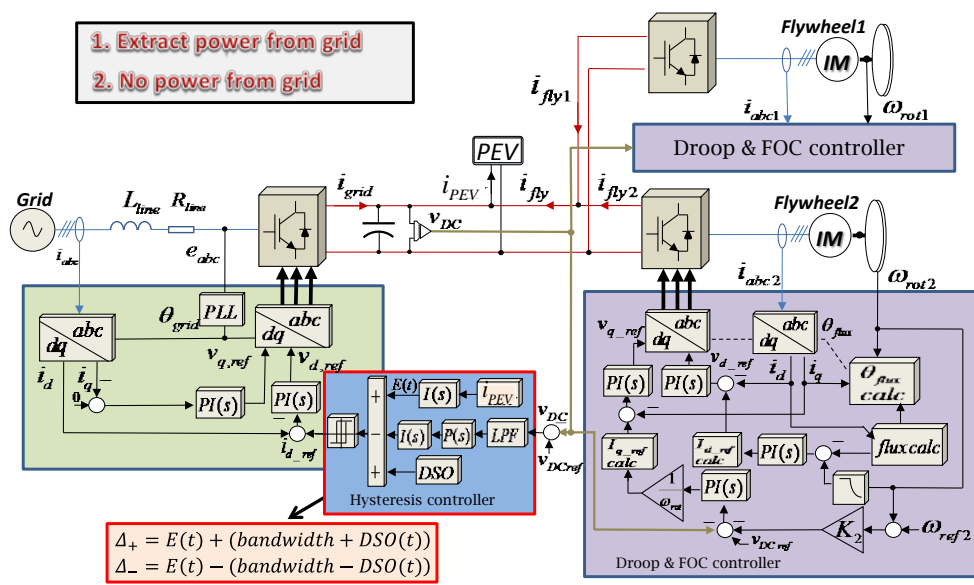 1. Extract power from grid
2. No power from grid
Flywheel1
IM
i_abc1
ω_rot1
Droop & FOC controller
i_fly1
PEV
i_grid
i_PEV
i_fly
i_fly2
v_DC
Grid
L_line
R_line
i_abc
e_abc
Flywheel2
IM
i_abc2
ω_rot2
θ_grid
PLL
abc
dq
abc
dq
v_q,ref
v_d,ref
i_d
i_q
0
PI(s)
PI(s)
i_d_ref
E(t)
I(s)
i_PEV
I(s)
P(s)
LPF
DSO
+
−
+
Hysteresis controller
v_DC
v_DCref
Δ₊ = E(t) + (bandwidth + DSO(t))
Δ₋ = E(t) − (bandwidth − DSO(t))
v_q_ref
abc
dq
abc
dq
θ_flux
v_d_ref
i_d
i_q
PI(s)
PI(s)
θ_flux calc
I_q_ref calc
I_d_ref calc
PI(s)
flux calc
1/ω_rot
PI(s)
K_2
ω_ref2
v_DCref
Droop & FOC controller